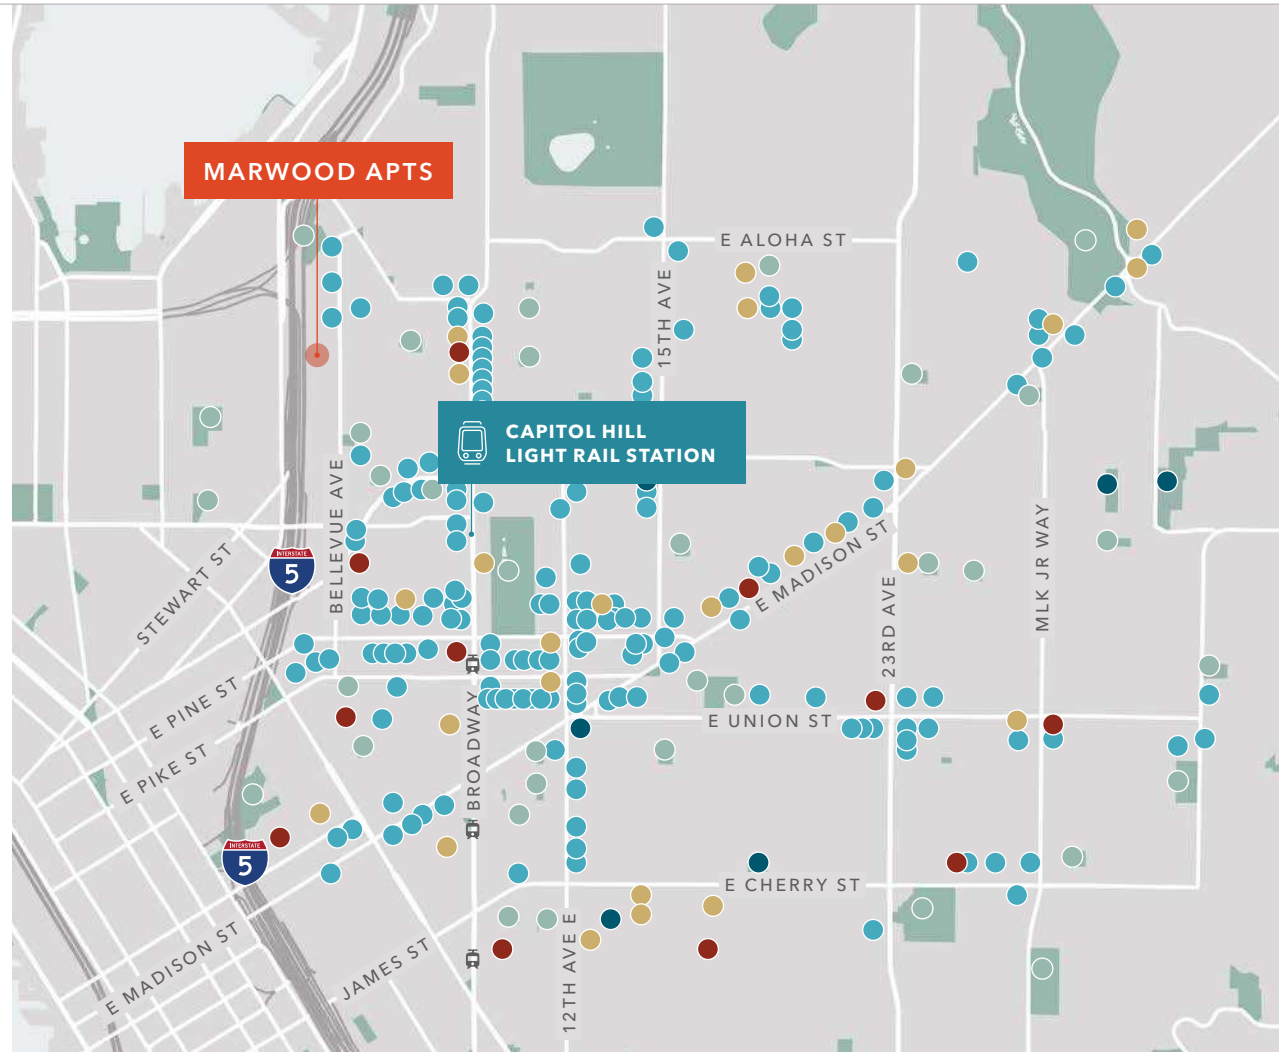 MARWOOD APTS
E ALOHA ST
15TH AVE
CAPITOL HILL
LIGHT RAIL STATION
BELLEVUE AVE
STEWART ST
INTERSTATE
5
E MADISON ST
MLK JR WAY
23RD AVE
E PINE ST
E PIKE ST
BROADWAY
E UNION ST
INTERSTATE
5
E CHERRY ST
E MADISON ST
JAMES ST
12TH AVE E